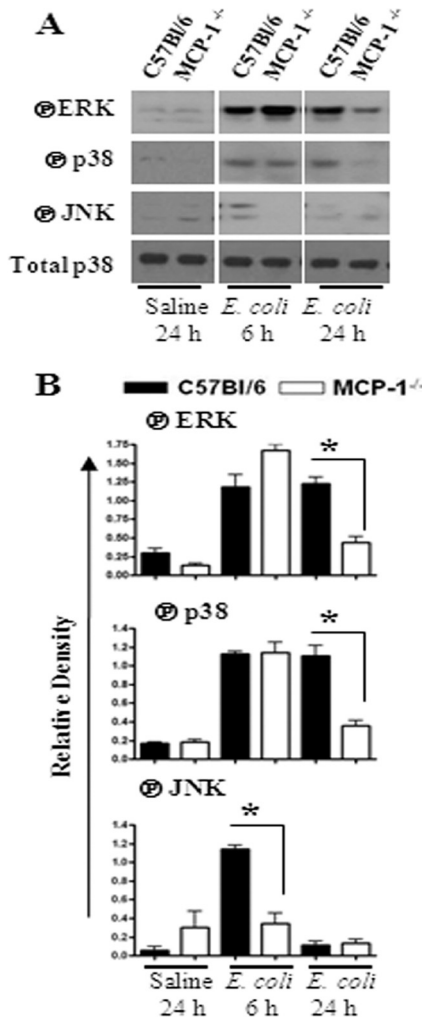 A
C57Bl/6 MCP-1-/- C57Bl/6 MCP-1-/- C57Bl/6 MCP-1-/-
Ⓟ ERK
Ⓟ p38
Ⓟ JNK
Total p38
Saline E. coli E. coli
24 h 6 h 24 h
B
C57Bl/6 MCP-1-/-
Ⓟ ERK
1.75
1.50
1.25
1.00
0.75
0.50
0.25
0.00
*
Ⓟ p38
1.4
1.2
1.0
0.8
0.6
0.4
0.2
0.0
*
Ⓟ JNK
1.4
1.2
1.0
0.8
0.6
0.4
0.2
0.0
*
Relative Density
Saline E. coli E. coli
24 h 6 h 24 h